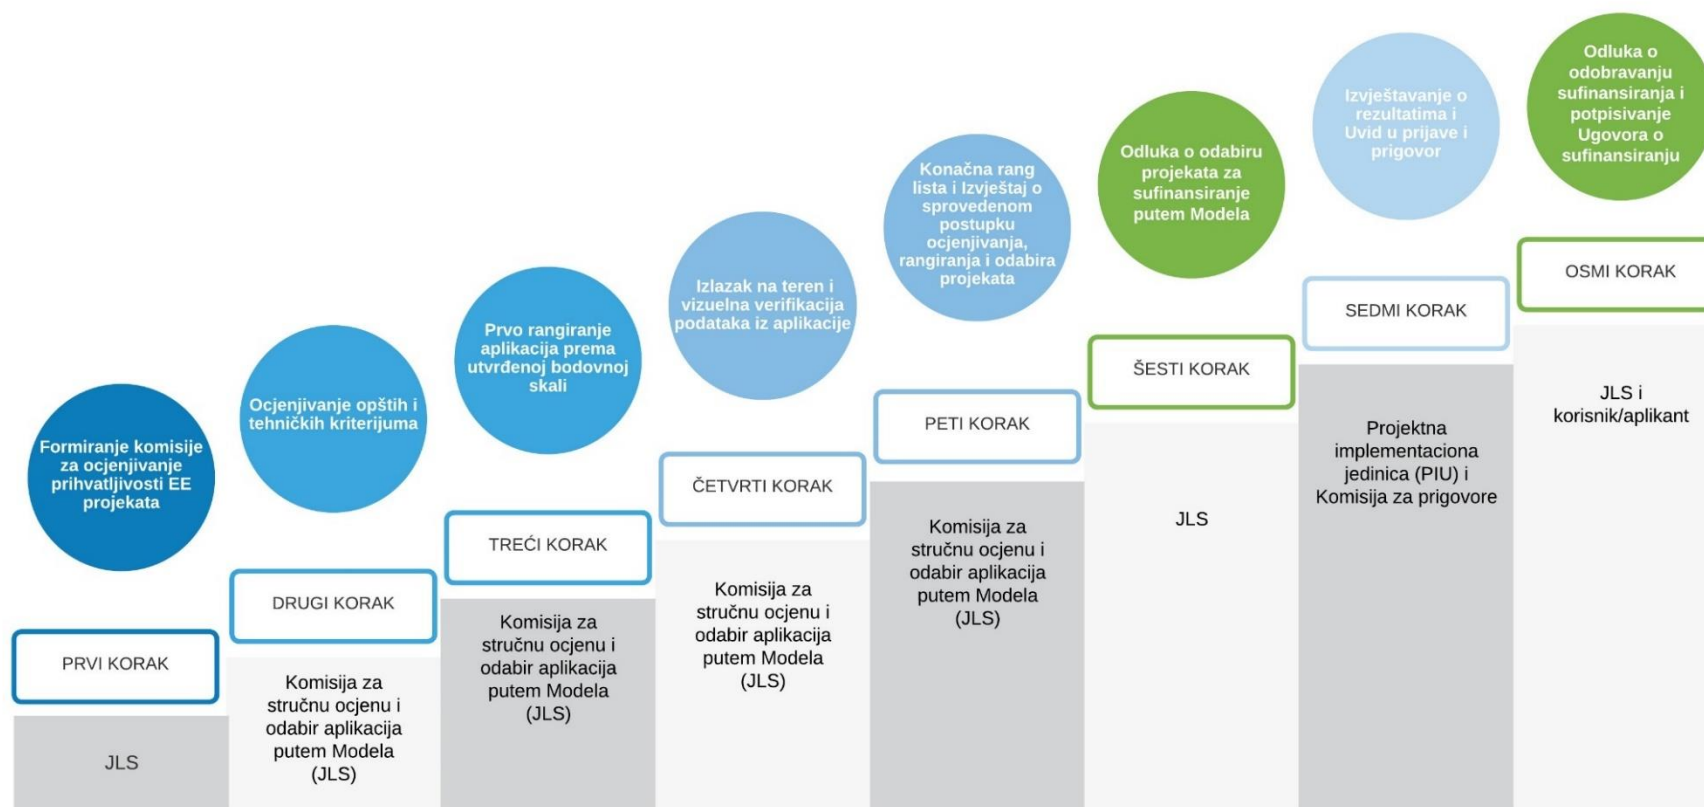 Formiranje komisije
za ocjenjivanje
prihvatljivosti EE
projekata
PRVI KORAK
JLS
Ocjenjivanje opštih i
tehničkih kriterijuma
DRUGI KORAK
Komisija za
stručnu ocjenu i
odabir aplikacija
putem Modela
(JLS)
Prvo rangiranje
aplikacija prema
utvrđenoj bodovnoj
skali
TREĆI KORAK
Komisija za
stručnu ocjenu i
odabir aplikacija
putem Modela
(JLS)
Izlazak na teren i
vizuelna verifikacija
podataka iz aplikacije
ČETVRTI KORAK
Komisija za
stručnu ocjenu i
odabir aplikacija
putem Modela
(JLS)
Konačna rang
lista i Izvještaj o
sprovedenom
postupku
ocjenjivanja,
rangiranja i odabira
projekata
PETI KORAK
Komisija za
stručnu ocjenu i
odabir aplikacija
putem Modela
(JLS)
Odluka o odabiru
projekata za
sufinansiranje
putem Modela
ŠESTI KORAK
JLS
Izvještavanje o
rezultatima i
Uvid u prijave i
prigovor
SEDMI KORAK
Projektna
implementaciona
jedinica (PIU) i
Komisija za prigovore
Odluka o
odobravanju
sufinansiranja i
potpisivanje
Ugovora o
sufinansiranju
OSMI KORAK
JLS i
korisnik/aplikant